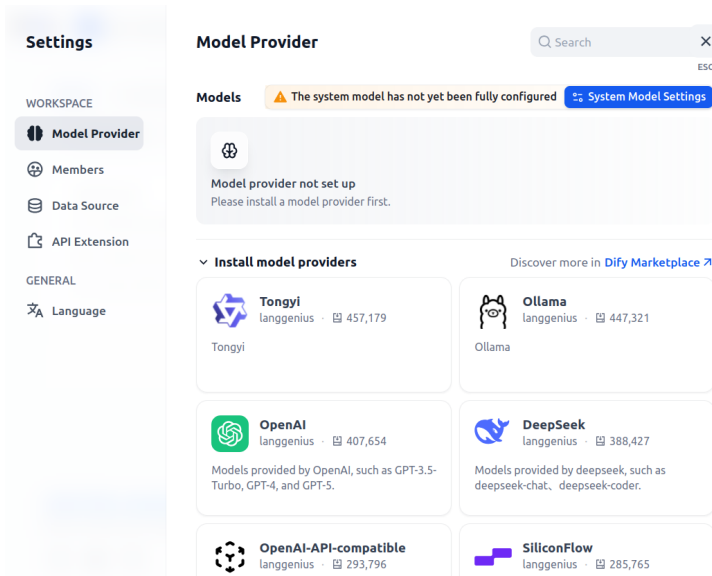 Settings
WORKSPACE
Model Provider
Members
Data Source
API Extension
GENERAL
Language
Model Provider
Search
ESC
Models
The system model has not yet been fully configured
System Model Settings
Model provider not set up
Please install a model provider first.
Install model providers
Discover more in Dify Marketplace
Tongyi
langgenius · 457,179
Tongyi
Ollama
langgenius · 447,321
Ollama
OpenAI
langgenius · 407,654
Models provided by OpenAI, such as GPT-3.5-
Turbo, GPT-4, and GPT-5.
DeepSeek
langgenius · 388,427
Models provided by deepseek, such as
deepseek-chat、deepseek-coder.
OpenAI-API-compatible
langgenius · 293,796
SiliconFlow
langgenius · 285,765